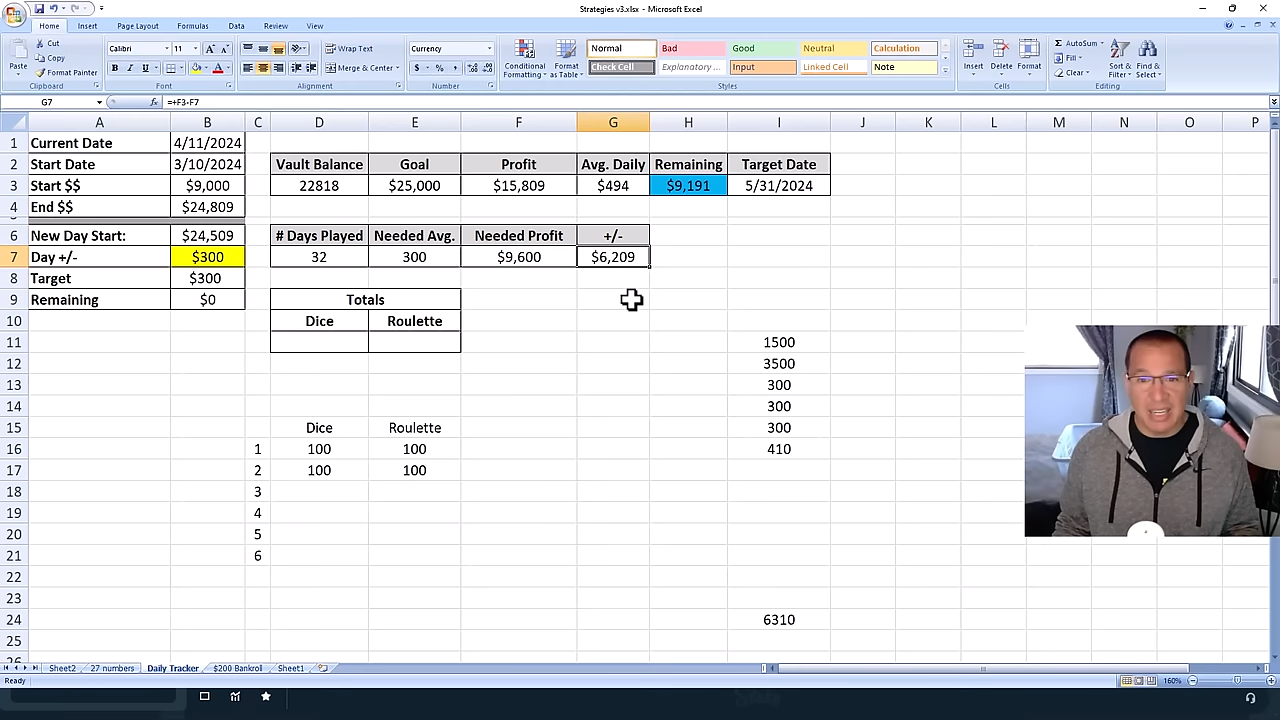 Strategies v3.xlsx - Microsoft Excel
Home Insert Page Layout Formulas Data Review View
Paste Cut Copy Format Painter
Calibri 11
B I U
Wrap Text
Merge & Center
Currency
$ % ,
Conditional Formatting Format as Table
Normal Bad Good Neutral Calculation
Check Cell Explanatory ... Input Linked Cell Note
Insert Delete Format
AutoSum Fill Clear
Sort & Filter Find & Select
Clipboard Font Alignment Number Styles Cells Editing
G7 fx =+F3-F7
A B C D E F G H I J K L M N O P
1 Current Date 4/11/2024
2 Start Date 3/10/2024 Vault Balance Goal Profit Avg. Daily Remaining Target Date
3 Start $$ $9,000 22818 $25,000 $15,809 $494 $9,191 5/31/2024
4 End $$ $24,809
6 New Day Start: $24,509 # Days Played Needed Avg. Needed Profit +/-
7 Day +/- $300 32 300 $9,600 $6,209
8 Target $300
9 Remaining $0 Totals
10 Dice Roulette
11 1500
12 3500
13 300
14 300
15 Dice Roulette 300
16 1 100 100 410
17 2 100 100
18 3
19 4
20 5
21 6
22
23
24 6310
25
26
Sheet2 27 numbers Daily Tracker $200 Bankroll Sheet1
Ready 160%